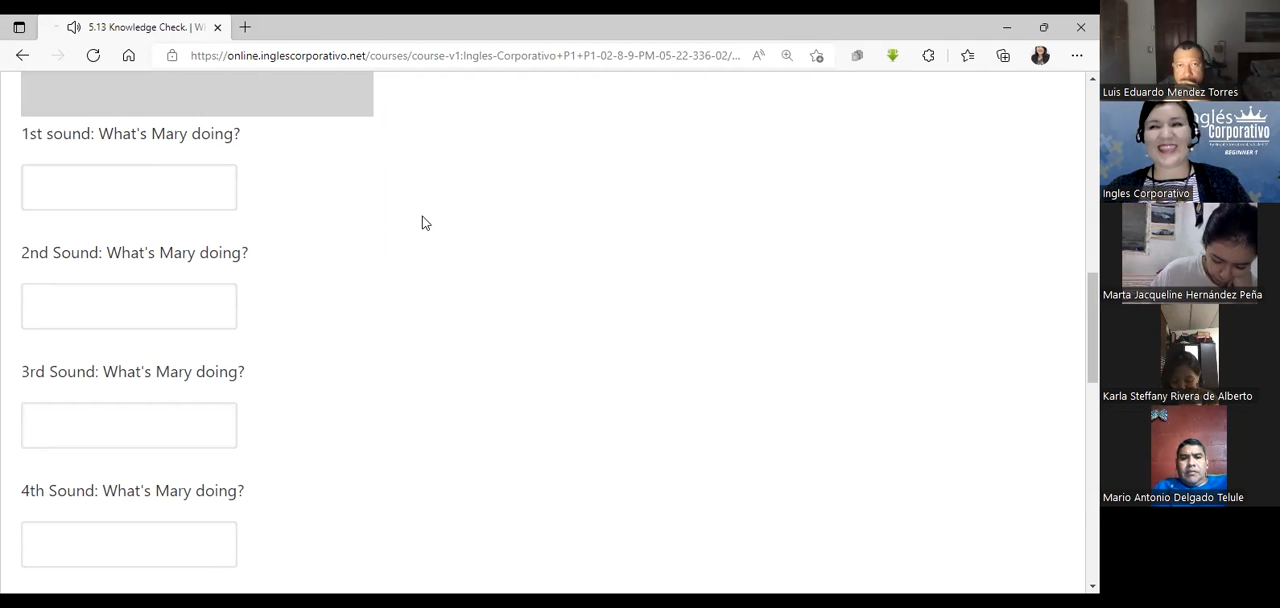 5.13 Knowledge Check. | W
https://online.inglescorporativo.net/courses/course-v1:Ingles-Corporativo+P1+P1-02-8-9-PM-05-22-336-02/...
1st sound: What's Mary doing?
2nd Sound: What's Mary doing?
3rd Sound: What's Mary doing?
4th Sound: What's Mary doing?
Luis Eduardo Mendez Torres
nglés
Corporativo
BEGINNER 1
Ingles Corporativo
Marta Jacqueline Hernández Peña
Karla Steffany Rivera de Alberto
Mario Antonio Delgado Telule